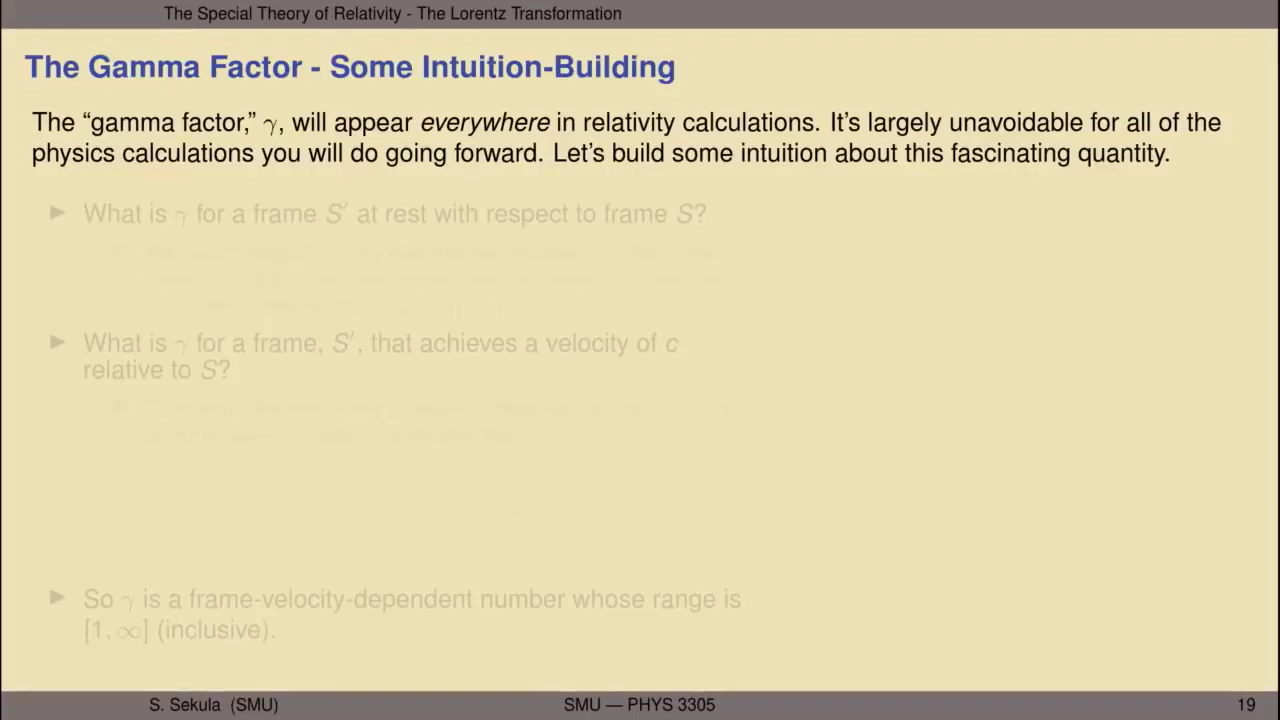 The Special Theory of Relativity - The Lorentz Transformation
The Gamma Factor - Some Intuition-Building
The “gamma factor,” γ, will appear everywhere in relativity calculations. It’s largely unavoidable for all of the
physics calculations you will do going forward. Let’s build some intuition about this fascinating quantity.
▶ What is γ for a frame S′ at rest with respect to frame S?
▶ What is γ for a frame, S′, that achieves a velocity of c
relative to S?
▶ So γ is a frame-velocity-dependent number whose range is
[1, ∞] (inclusive).
S. Sekula (SMU)
SMU — PHYS 3305
19